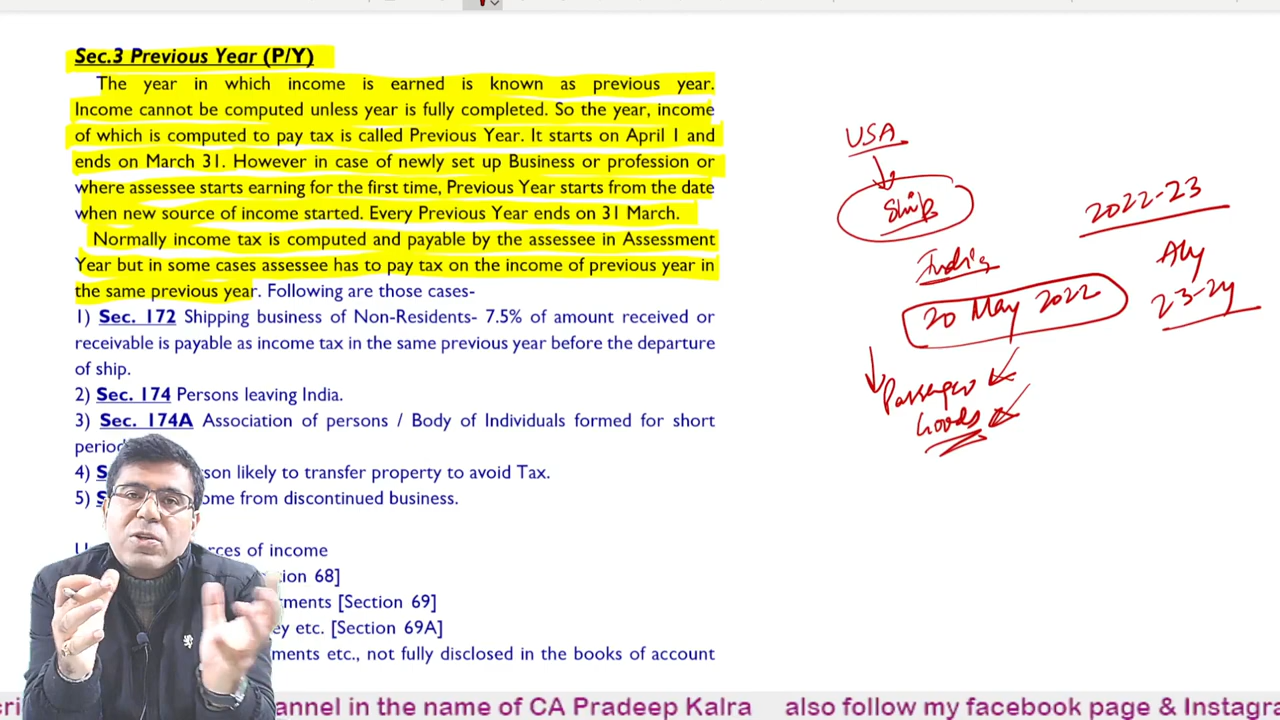 Sec.3 Previous Year (P/Y)
The year in which income is earned is known as previous year.
Income cannot be computed unless year is fully completed. So the year, income
of which is computed to pay tax is called Previous Year. It starts on April 1 and
ends on March 31. However in case of newly set up Business or profession or
where assessee starts earning for the first time, Previous Year starts from the date
when new source of income started. Every Previous Year ends on 31 March.
Normally income tax is computed and payable by the assessee in Assessment
Year but in some cases assessee has to pay tax on the income of previous year in
the same previous year. Following are those cases-
1) Sec. 172 Shipping business of Non-Residents- 7.5% of amount received or
receivable is payable as income tax in the same previous year before the departure
of ship.
2) Sec. 174 Persons leaving India.
3) Sec. 174A Association of persons / Body of Individuals formed for short
period
4) S son likely to transfer property to avoid Tax.
5) S ome from discontinued business.
U rces of income
tion 68]
tments [Section 69]
ey etc. [Section 69A]
ments etc., not fully disclosed in the books of account
USA
Ship
India
20 May 2022
Passenger
Goods
2022-23
23-24
annel in the name of CA Pradeep Kalra also follow my facebook page & Instagra